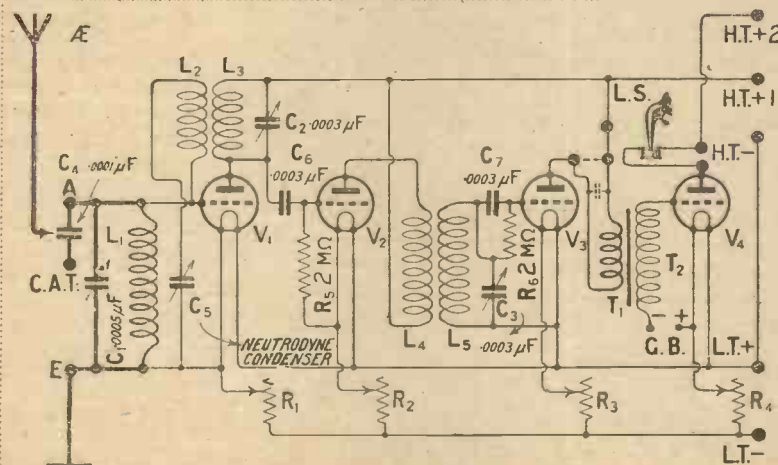 Æ
H.T.+2
L2 L3
L.S.
H.T.+1
C2 .0003 µF
C4 .0001 µF
C6
.0003 µF
C7
.0003 µF
H.T.-
A
L1
V1
V2
V3
V4
C.A.T.
C1 .0005 µF
C5
R5 2 MΩ
R6 2 MΩ
C3
.0003 µF
T1
T2
- +
G.B.
L.T.+
NEUTRODYNE
CONDENSER
L4
L5
E
R1
R2
R3
R4
L.T.-